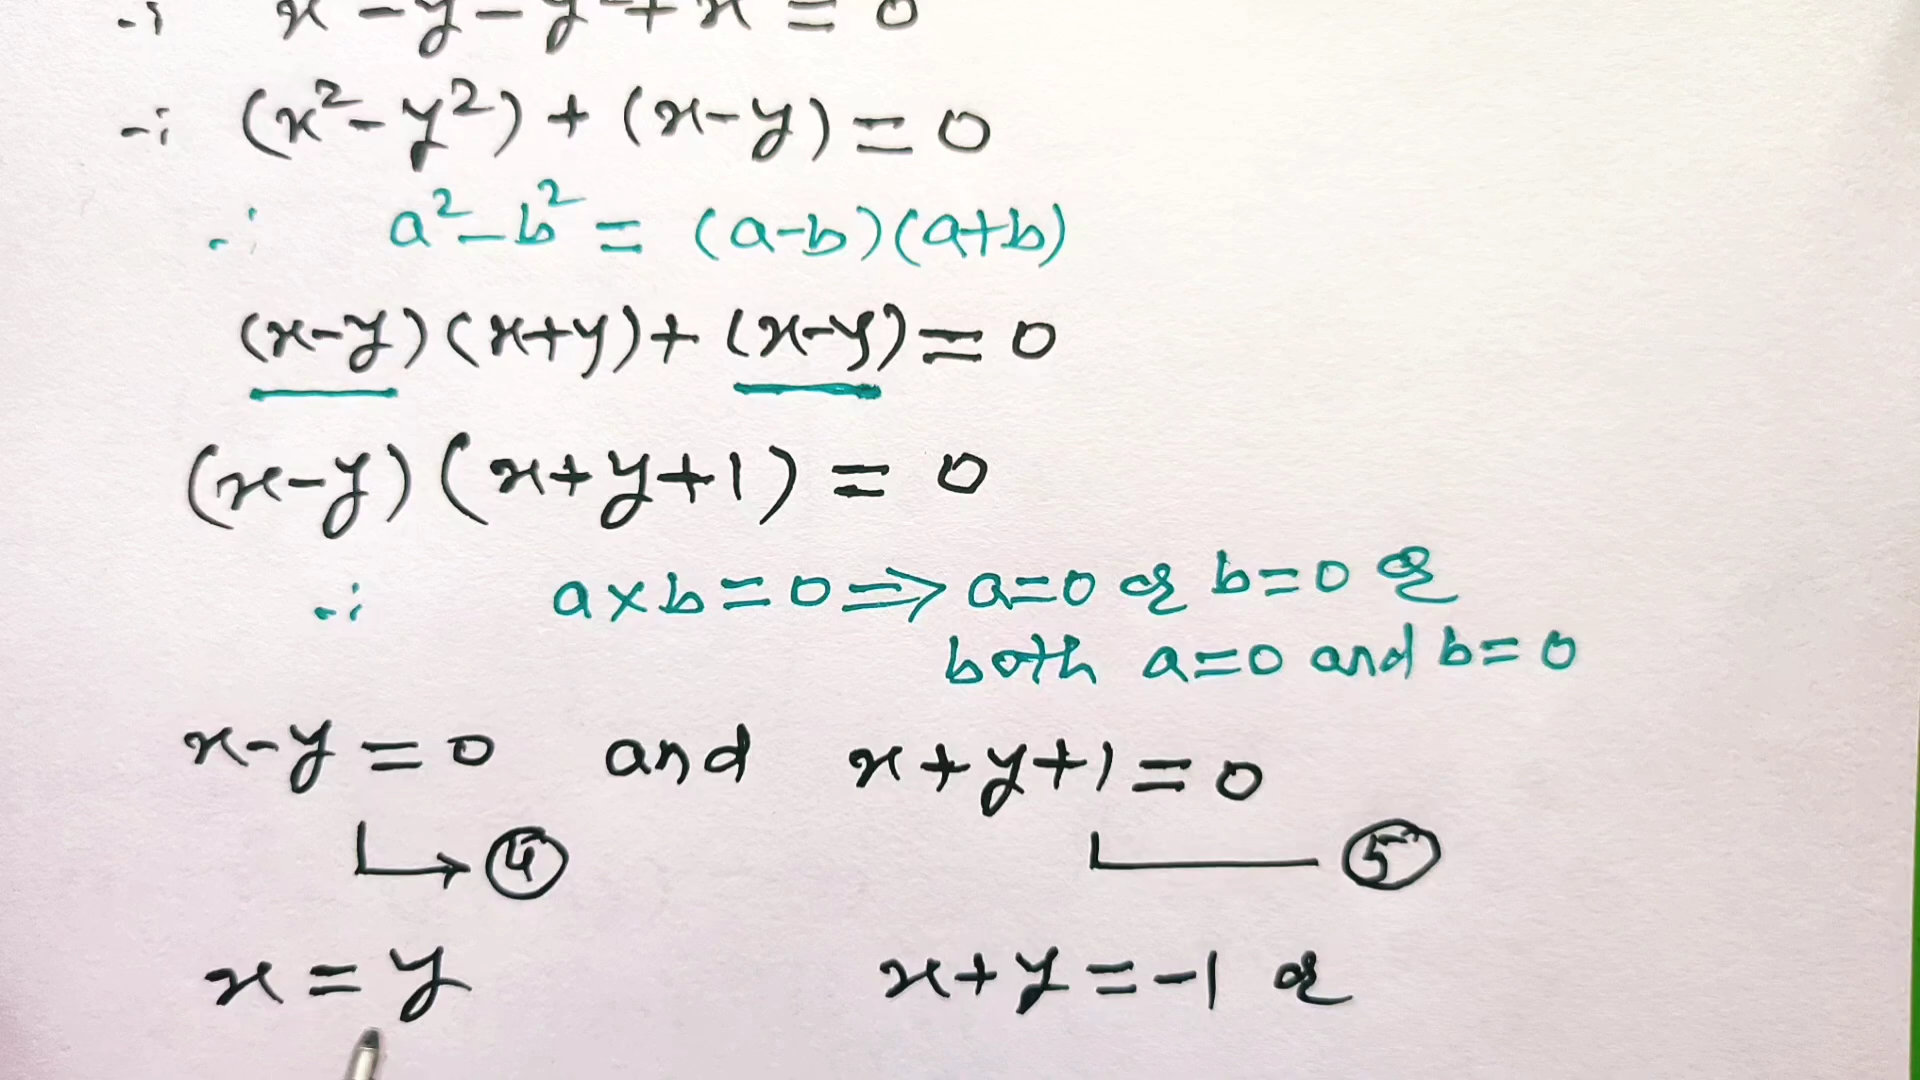 ∴ x - y - y + x = 0
∴ (x² - y²) + (x - y) = 0
∴ a² - b² = (a - b)(a + b)
(x - y)(x + y) + (x - y) = 0
(x - y)(x + y + 1) = 0
∴ a × b = 0 ⇒ a = 0 or b = 0 or
both a = 0 and b = 0
x - y = 0 and x + y + 1 = 0
④ ⑤
x = y x + y = -1 or